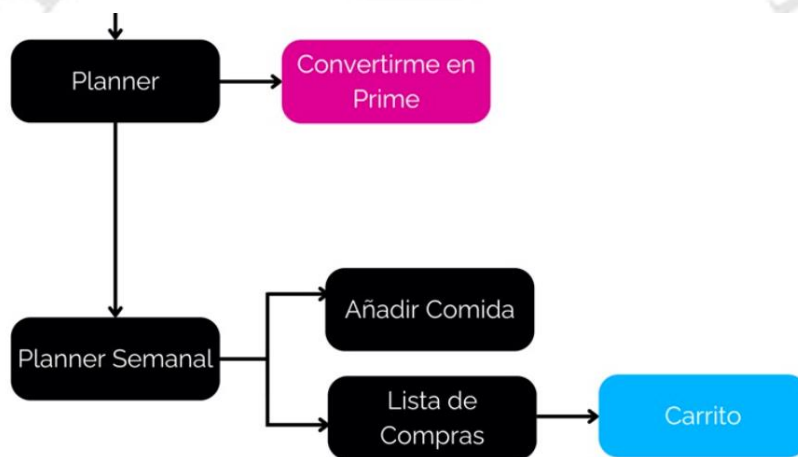 Planner
Convertirme en
Prime
Añadir Comida
Planner Semanal
Lista de
Compras
Carrito